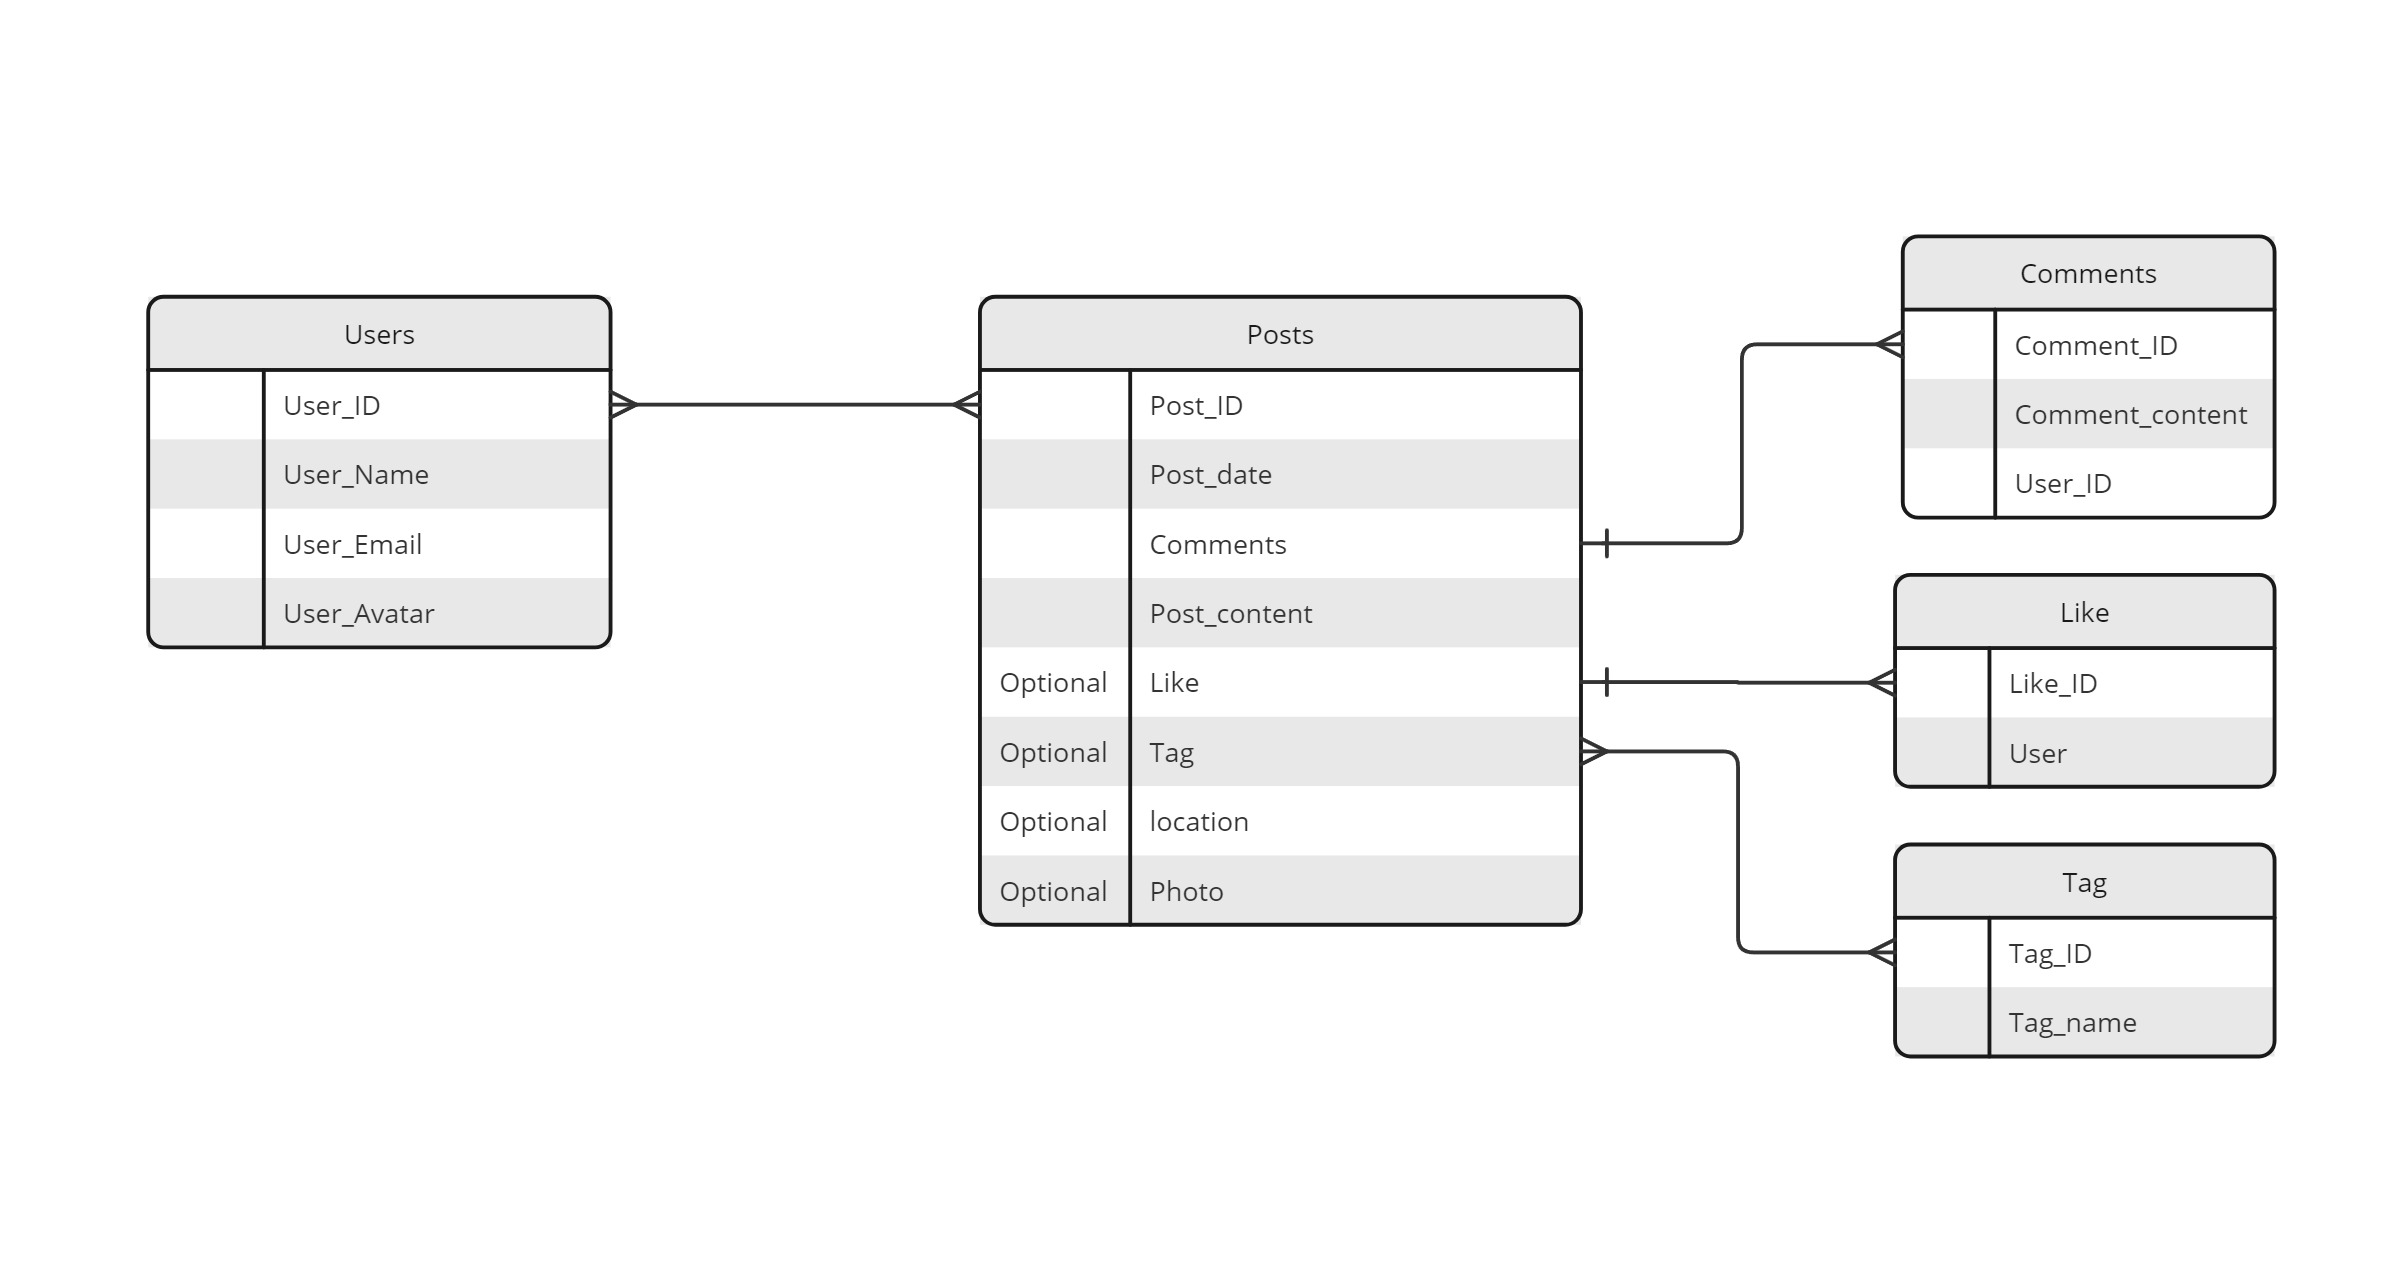 Users
User_ID
User_Name
User_Email
User_Avatar
Posts
Post_ID
Post_date
Comments
Post_content
Optional Like
Optional Tag
Optional location
Optional Photo
Comments
Comment_ID
Comment_content
User_ID
Like
Like_ID
User
Tag
Tag_ID
Tag_name